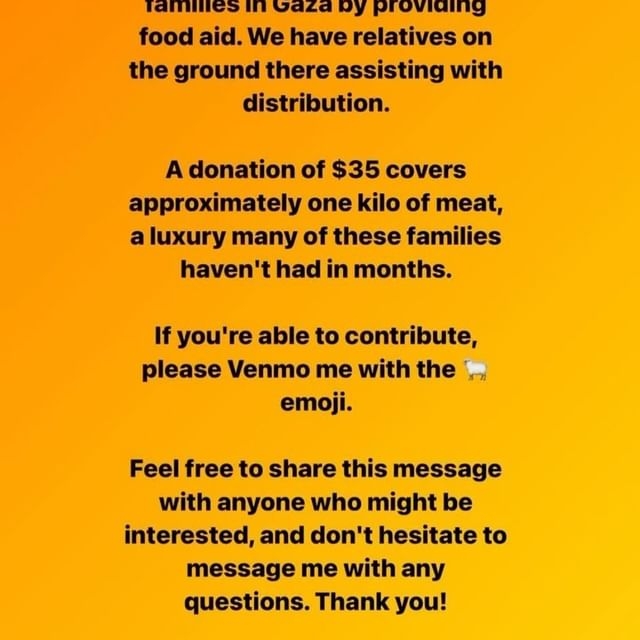 families in Gaza by providing
food aid. We have relatives on
the ground there assisting with
distribution.
A donation of $35 covers
approximately one kilo of meat,
a luxury many of these families
haven't had in months.
If you're able to contribute,
please Venmo me with the 🐑
emoji.
Feel free to share this message
with anyone who might be
interested, and don't hesitate to
message me with any
questions. Thank you!